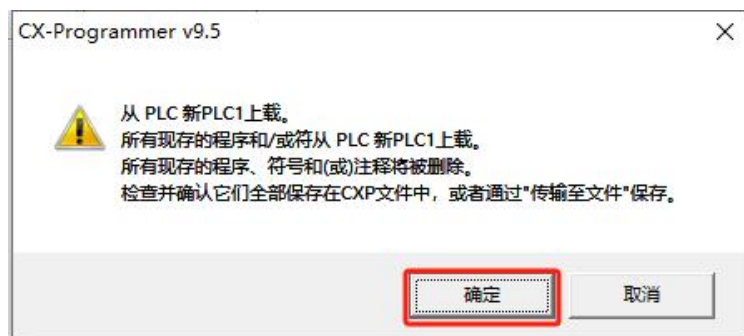 CX-Programmer v9.5
从 PLC 新PLC1上载。
所有现存的程序和/或符从 PLC 新PLC1上载。
所有现存的程序、符号和(或)注释将被删除。
检查并确认它们全部保存在CXP文件中，或者通过"传输至文件"保存。
确定 取消